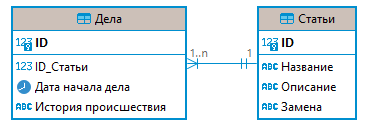 Дела
123 ID
123 ID_Статьи
Дата начала дела
ABC История происшествия
1..n
1
Статьи
123 ID
ABC Название
ABC Описание
ABC Замена